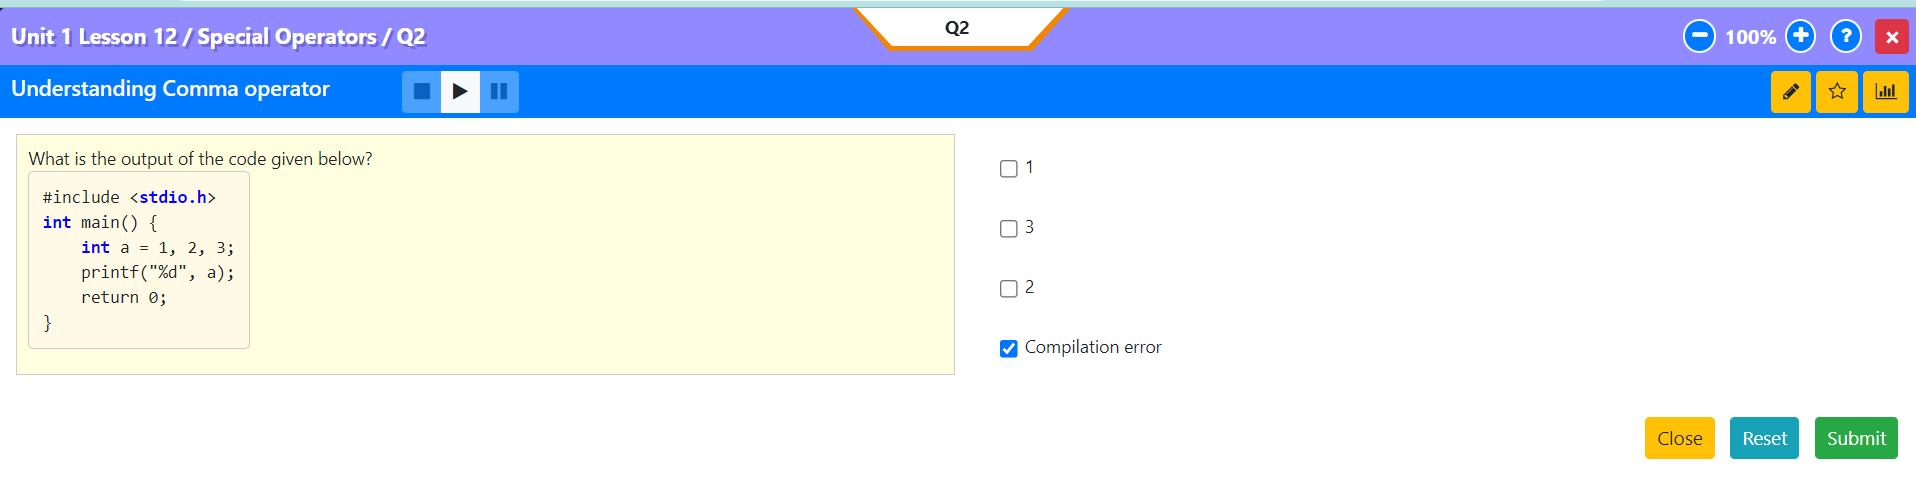 Unit 1 Lesson 12 / Special Operators / Q2
Q2
100%
?
×
Understanding Comma operator
What is the output of the code given below?
#include <stdio.h>
int main() {
    int a = 1, 2, 3;
    printf("%d", a);
    return 0;
}
1
3
2
Compilation error
Close
Reset
Submit